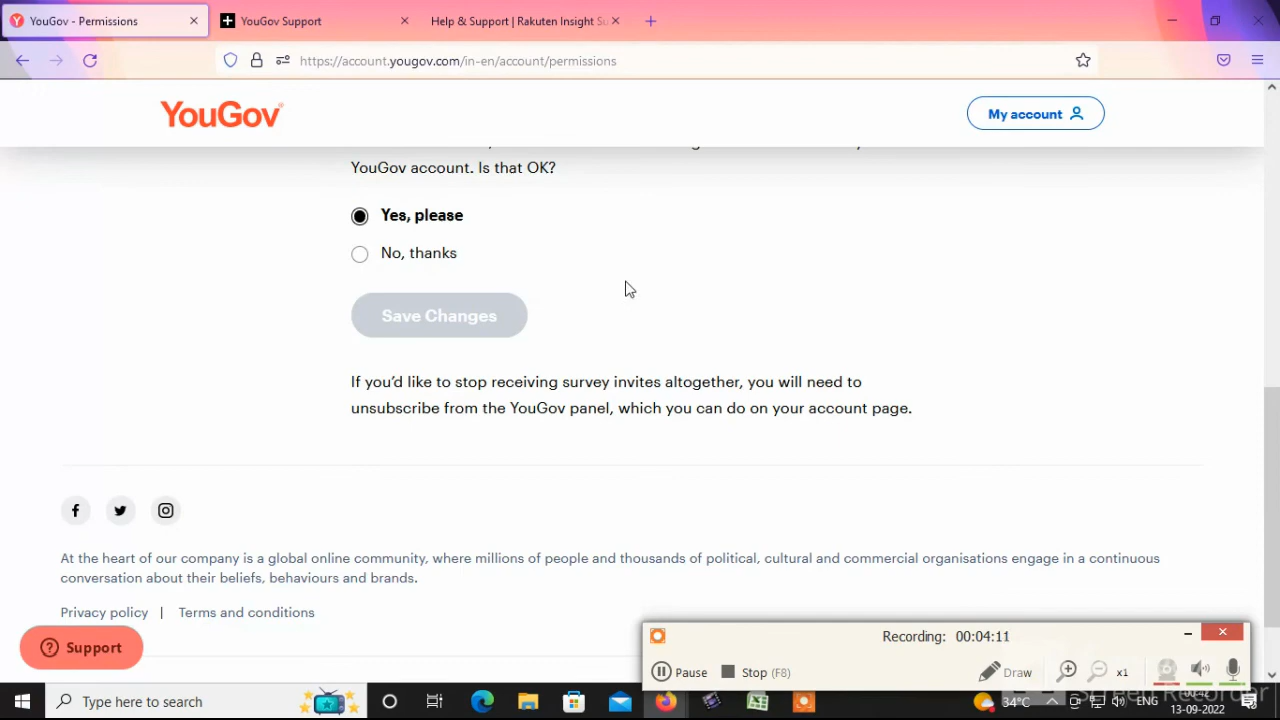 YouGov - Permissions
YouGov Support
Help & Support | Rakuten Insight Su
https://account.yougov.com/in-en/account/permissions
YouGov
My account
YouGov account. Is that OK?
Yes, please
No, thanks
Save Changes
If you'd like to stop receiving survey invites altogether, you will need to
unsubscribe from the YouGov panel, which you can do on your account page.
At the heart of our company is a global online community, where millions of people and thousands of political, cultural and commercial organisations engage in a continuous
conversation about their beliefs, behaviours and brands.
Privacy policy | Terms and conditions
Support
Recording: 00:04:11
Pause
Stop (F8)
Draw
x1
Type here to search
34°C
ENG
00:42
13-09-2022
Screen Recorder